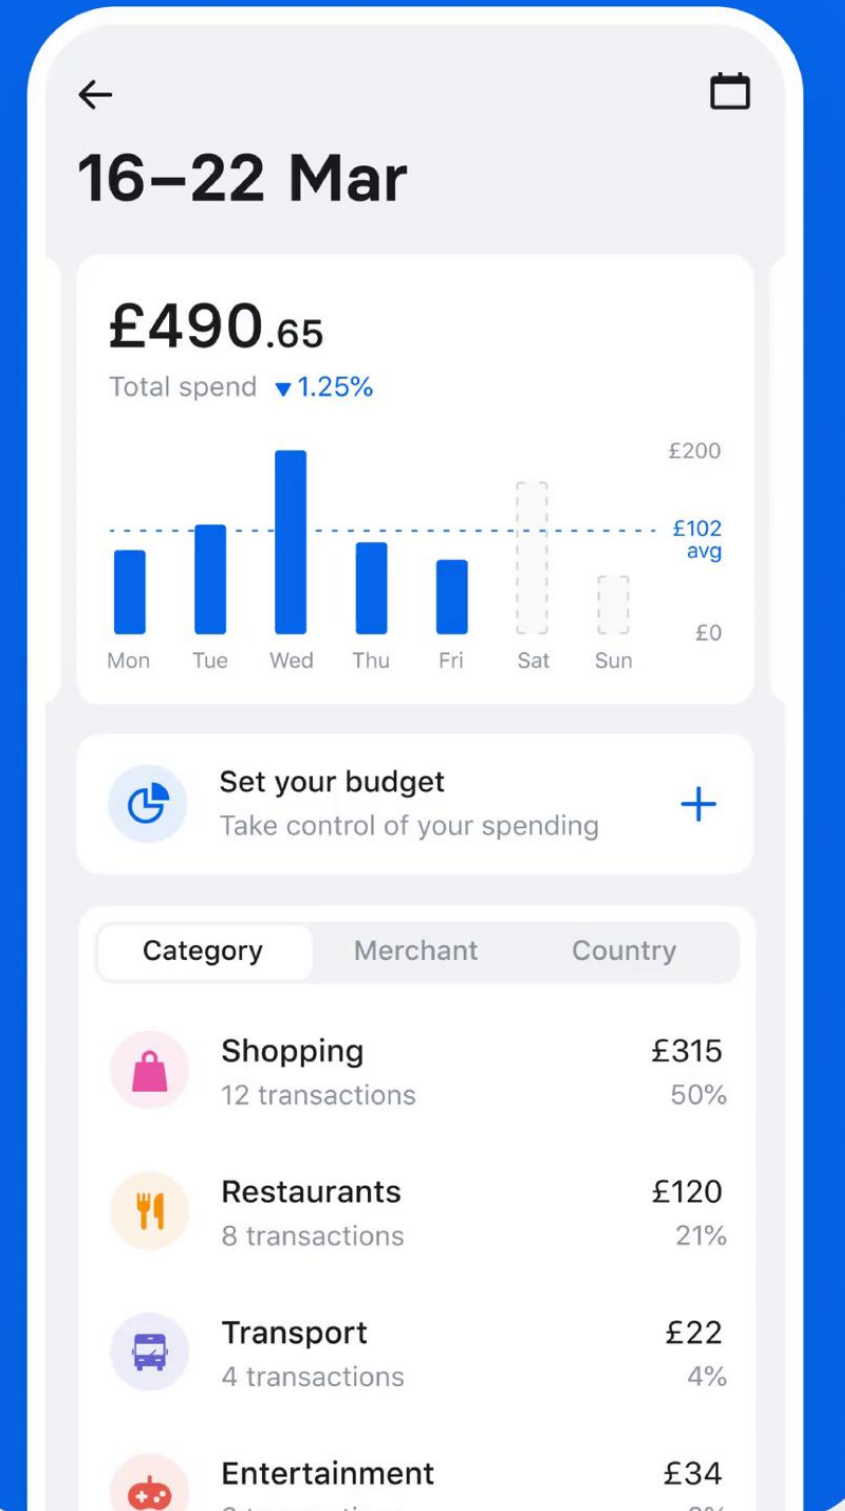 16–22 Mar
£490.65
Total spend ▼1.25%
£200
£102
avg
£0
Mon Tue Wed Thu Fri Sat Sun
Set your budget
Take control of your spending
Category Merchant Country
Shopping £315
12 transactions 50%
Restaurants £120
8 transactions 21%
Transport £22
4 transactions 4%
Entertainment £34